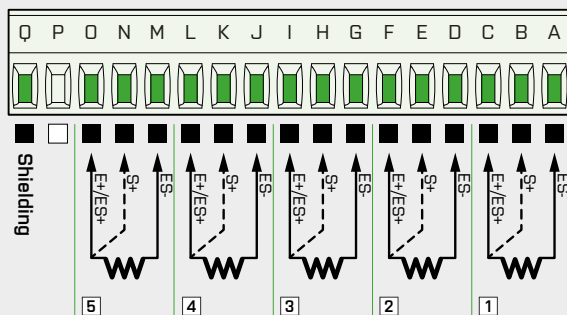 Q P O N M L K J I H G F E D C B A
Shielding
E+/ES+ S+ ES- E+/ES+ S+ ES- E+/ES+ S+ ES- E+/ES+ S+ ES- E+/ES+ S+ ES-
5 4 3 2 1